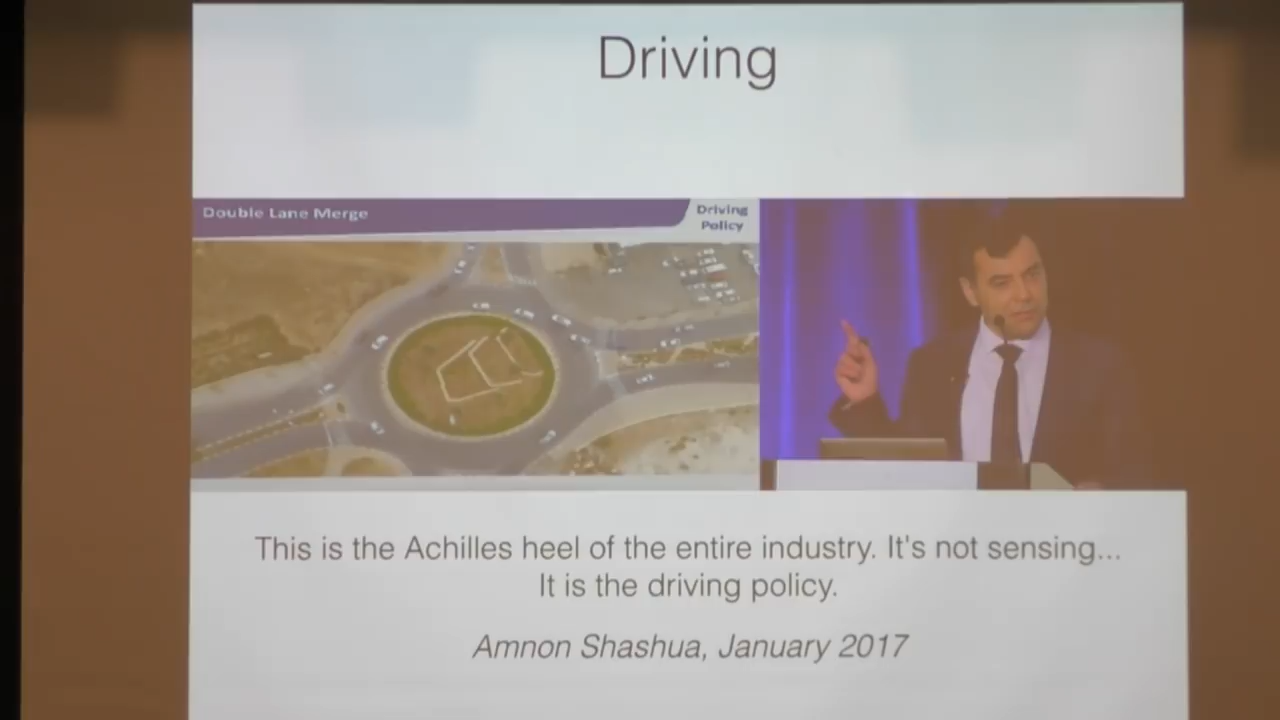 Driving
Double Lane Merge
Driving
Policy
This is the Achilles heel of the entire industry. It's not sensing...
It is the driving policy.
Amnon Shashua, January 2017